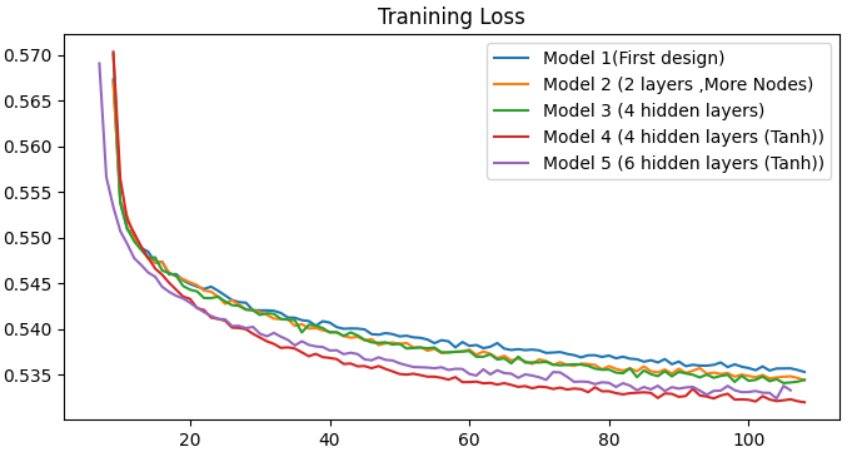 Tranining Loss
0.570
0.565
0.560
0.555
0.550
0.545
0.540
0.535
Model 1(First design)
Model 2 (2 layers ,More Nodes)
Model 3 (4 hidden layers)
Model 4 (4 hidden layers (Tanh))
Model 5 (6 hidden layers (Tanh))
20 40 60 80 100